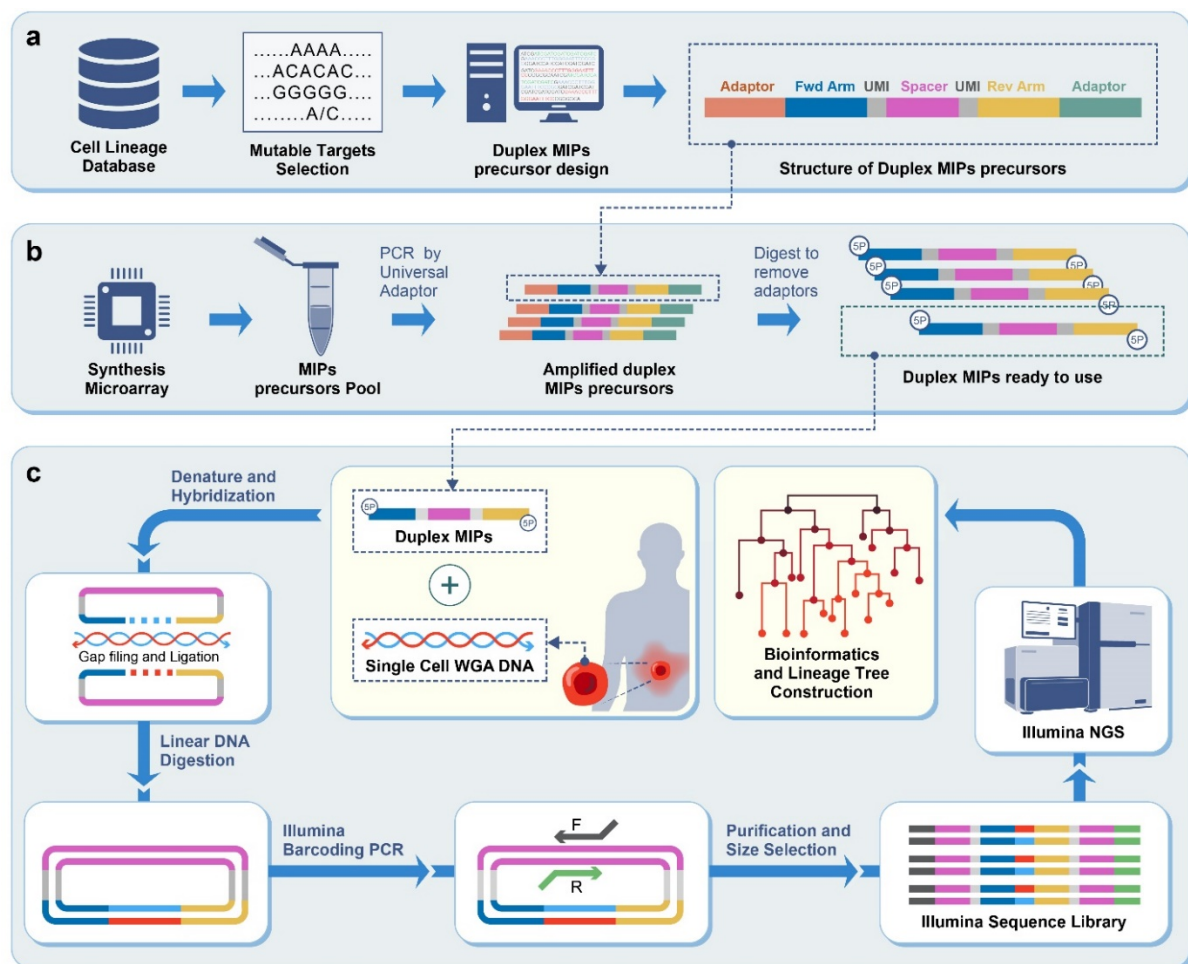 a
Cell Lineage
Database
......AAAA....
...ACACAC...
....GGGGG....
........A/C....
Mutable Targets
Selection
Duplex MIPs
precursor design
Adaptor Fwd Arm UMI Spacer UMI Rev Arm Adaptor
Structure of Duplex MIPs precursors
b
Synthesis
Microarray
MIPs
precursors Pool
PCR by
Universal
Adaptor
Amplified duplex
MIPs precursors
Digest to
remove
adaptors
5P
5P
5P
5P
5P
5P
5P
5P
Duplex MIPs ready to use
c
Denature and
Hybridization
Gap filing and Ligation
Linear DNA
Digestion
5P
5P
Duplex MIPs
+
Single Cell WGA DNA
Bioinformatics
and Lineage Tree
Construction
Illumina NGS
Illumina
Barcoding PCR
F
R
Purification and
Size Selection
Illumina Sequence Library